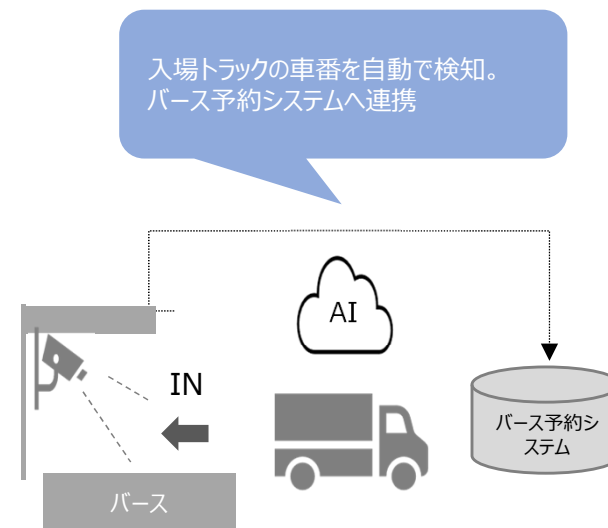 入場トラックの車番を自動で検知。
バース予約システムへ連携
AI
IN
バース予約シ
ステム
バース